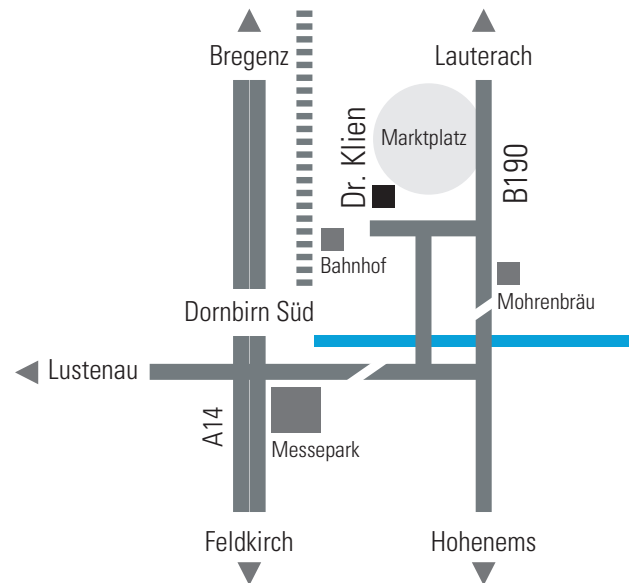 Bregenz
Lauterach
Marktplatz
Dr. Klien
B190
Bahnhof
Mohrenbräu
Dornbirn Süd
Lustenau
A14
Messepark
Feldkirch
Hohenems